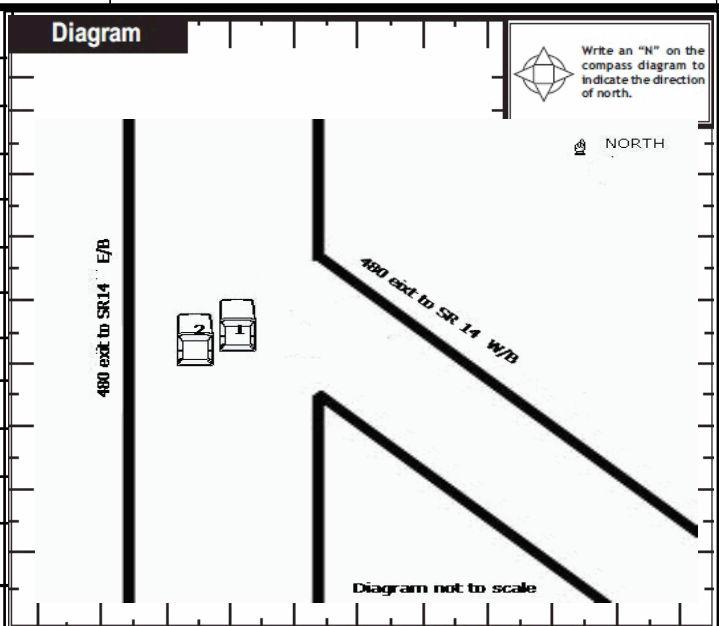 Diagram
Write an “N” on the
compass diagram to
indicate the direction
of north.
NORTH
480 exit to SR14 E/B
480 eixt to SR 14 W/B
2
1
Diagram not to scale